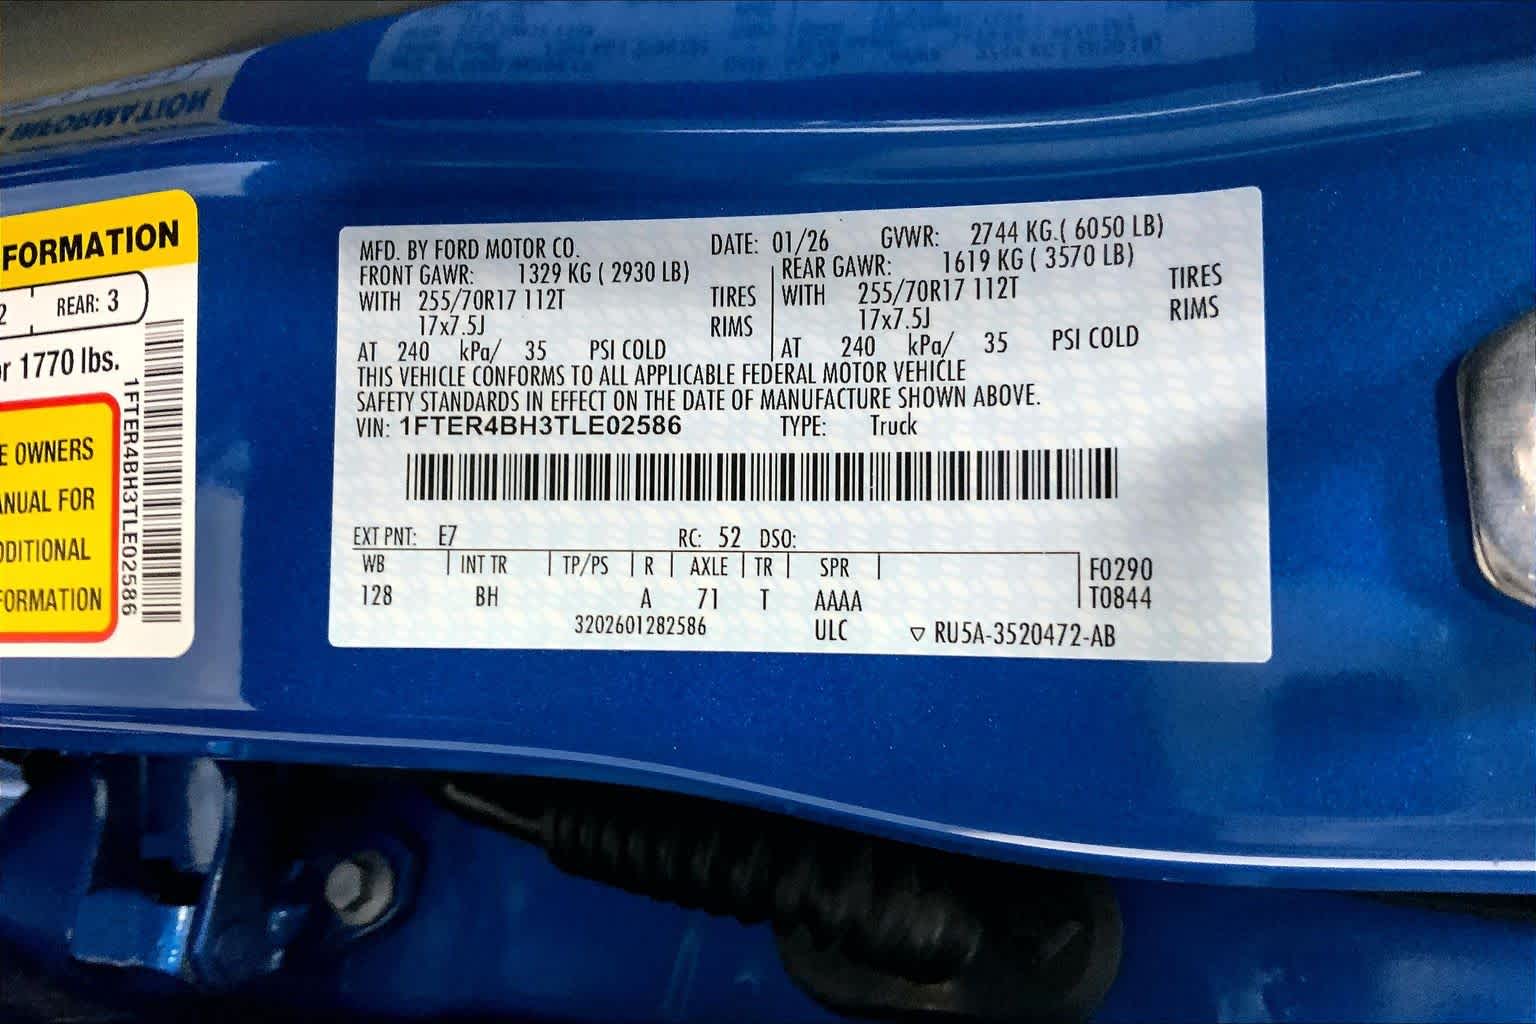 FORMATION
2 REAR: 3
r 1770 lbs.
E OWNERS
ANUAL FOR
DDITIONAL
FORMATION
1FTER4BH3TLE02586
MFD. BY FORD MOTOR CO. DATE: 01/26 GVWR: 2744 KG.( 6050 LB)
FRONT GAWR: 1329 KG ( 2930 LB) REAR GAWR: 1619 KG ( 3570 LB)
WITH 255/70R17 112T TIRES WITH 255/70R17 112T TIRES
17x7.5J RIMS 17x7.5J RIMS
AT 240 kPa/ 35 PSI COLD AT 240 kPa/ 35 PSI COLD
THIS VEHICLE CONFORMS TO ALL APPLICABLE FEDERAL MOTOR VEHICLE
SAFETY STANDARDS IN EFFECT ON THE DATE OF MANUFACTURE SHOWN ABOVE.
VIN: 1FTER4BH3TLE02586 TYPE: Truck
EXT PNT: E7 RC: 52 DSO:
WB INT TR TP/PS R AXLE TR SPR F0290
128 BH A 71 T AAAA T0844
3202601282586 ULC ▽ RU5A-3520472-AB